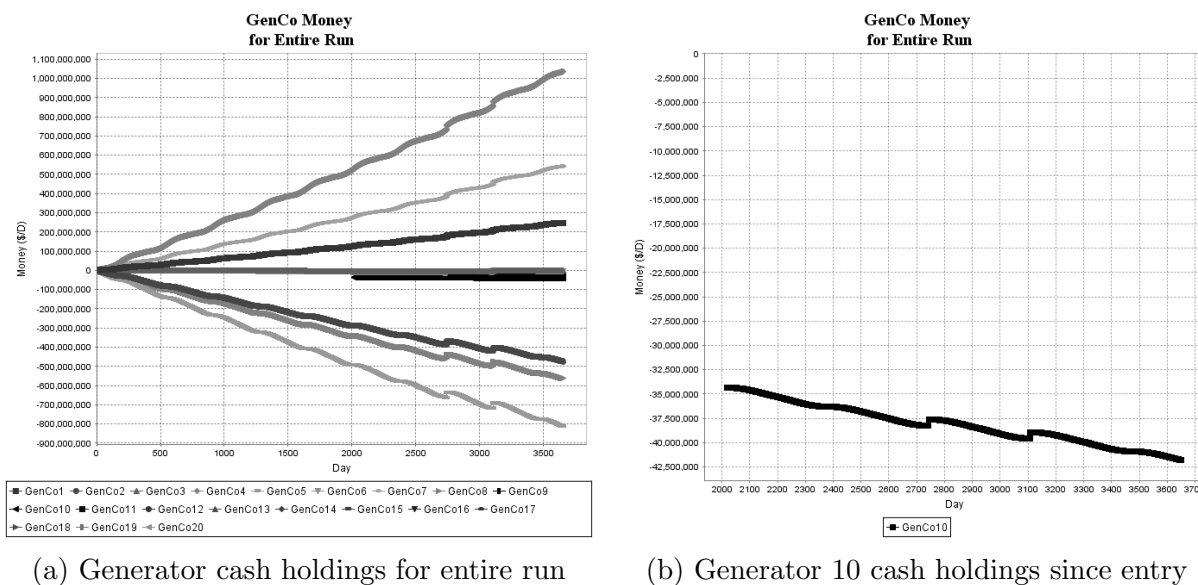 GenCo Money
for Entire Run
1,100,000,000
1,000,000,000
900,000,000
800,000,000
700,000,000
600,000,000
500,000,000
400,000,000
300,000,000
200,000,000
100,000,000
0
-100,000,000
-200,000,000
-300,000,000
-400,000,000
-500,000,000
-600,000,000
-700,000,000
-800,000,000
-900,000,000
Money ($/D)
0 500 1000 1500 2000 2500 3000 3500
Day
GenCo1 GenCo2 GenCo3 GenCo4 GenCo5 GenCo6 GenCo7 GenCo8 GenCo9
GenCo10 GenCo11 GenCo12 GenCo13 GenCo14 GenCo15 GenCo16 GenCo17
GenCo18 GenCo19 GenCo20
(a) Generator cash holdings for entire run
GenCo Money
for Entire Run
0
-2,500,000
-5,000,000
-7,500,000
-10,000,000
-12,500,000
-15,000,000
-17,500,000
-20,000,000
-22,500,000
-25,000,000
-27,500,000
-30,000,000
-32,500,000
-35,000,000
-37,500,000
-40,000,000
-42,500,000
Money ($/D)
2000 2100 2200 2300 2400 2500 2600 2700 2800 2900 3000 3100 3200 3300 3400 3500 3600 3700
Day
GenCo10
(b) Generator 10 cash holdings since entry